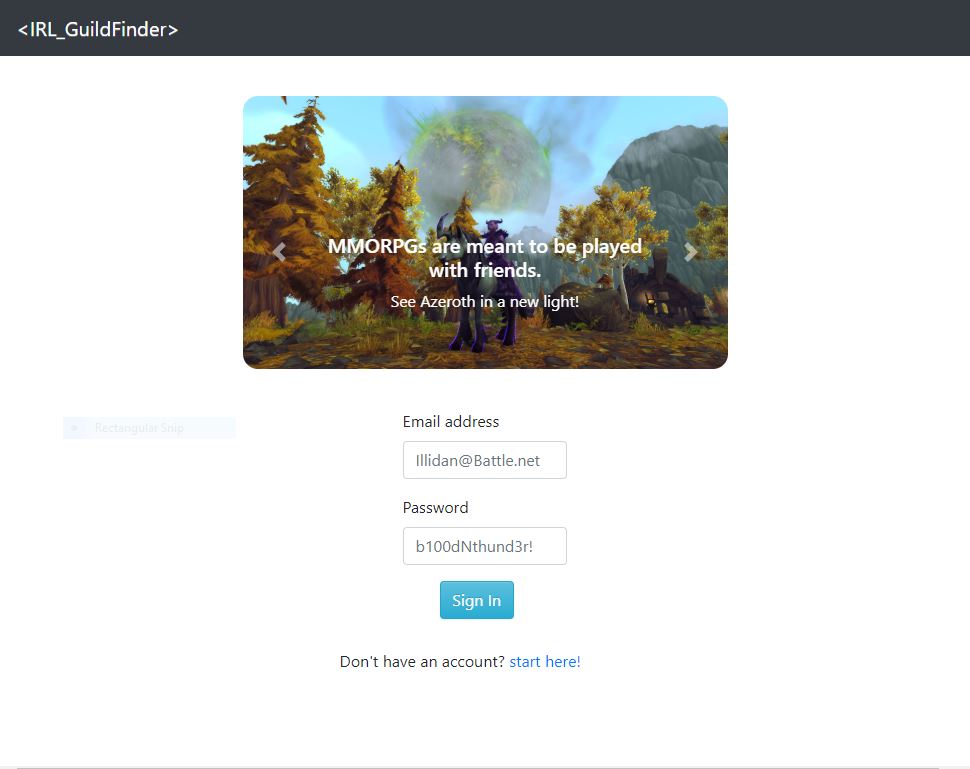 <IRL_GuildFinder>
MMORPGs are meant to be played
with friends.
See Azeroth in a new light!
Rectangular Snip
Email address
Illidan@Battle.net
Password
b100dNthund3r!
Sign In
Don't have an account? start here!